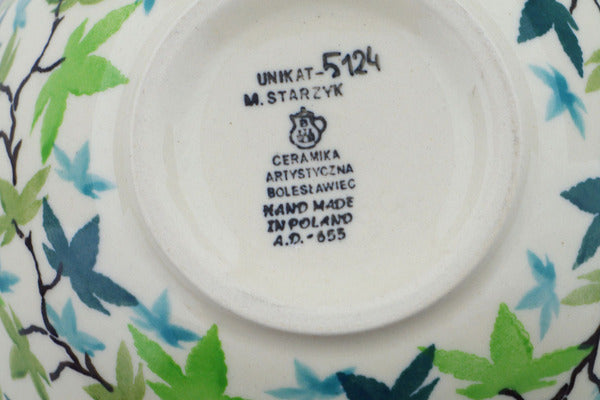 UNIKAT-5124
M. STARZYK
CERAMIKA
ARTYSTYCZNA
BOLESŁAWIEC
HAND MADE
IN POLAND
A.D.-655